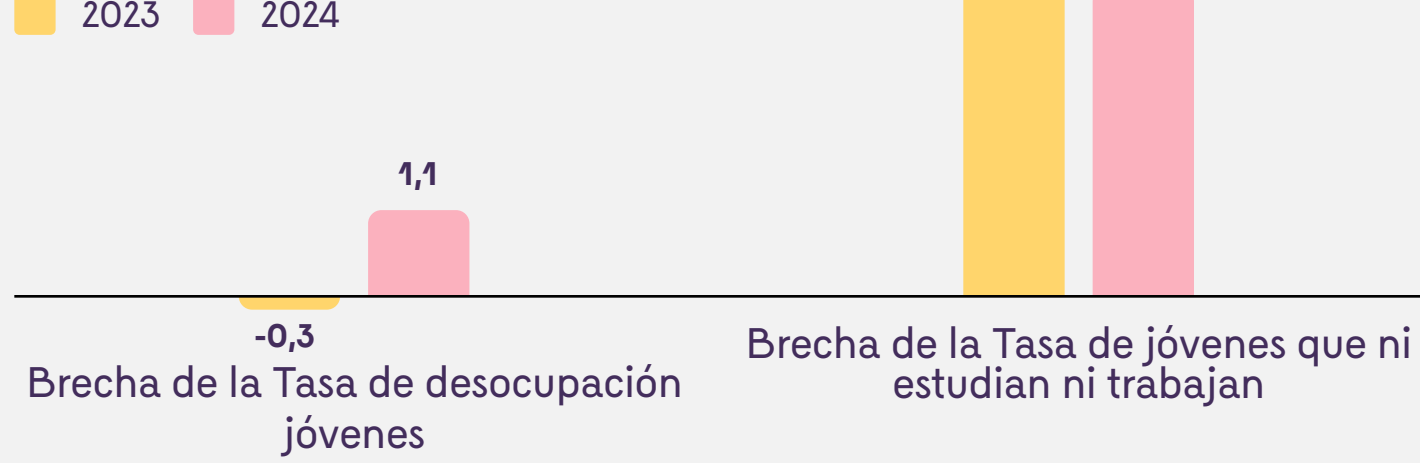 2023 2024
1,1
-0,3
Brecha de la Tasa de desocupación
jóvenes
Brecha de la Tasa de jóvenes que ni
estudian ni trabajan